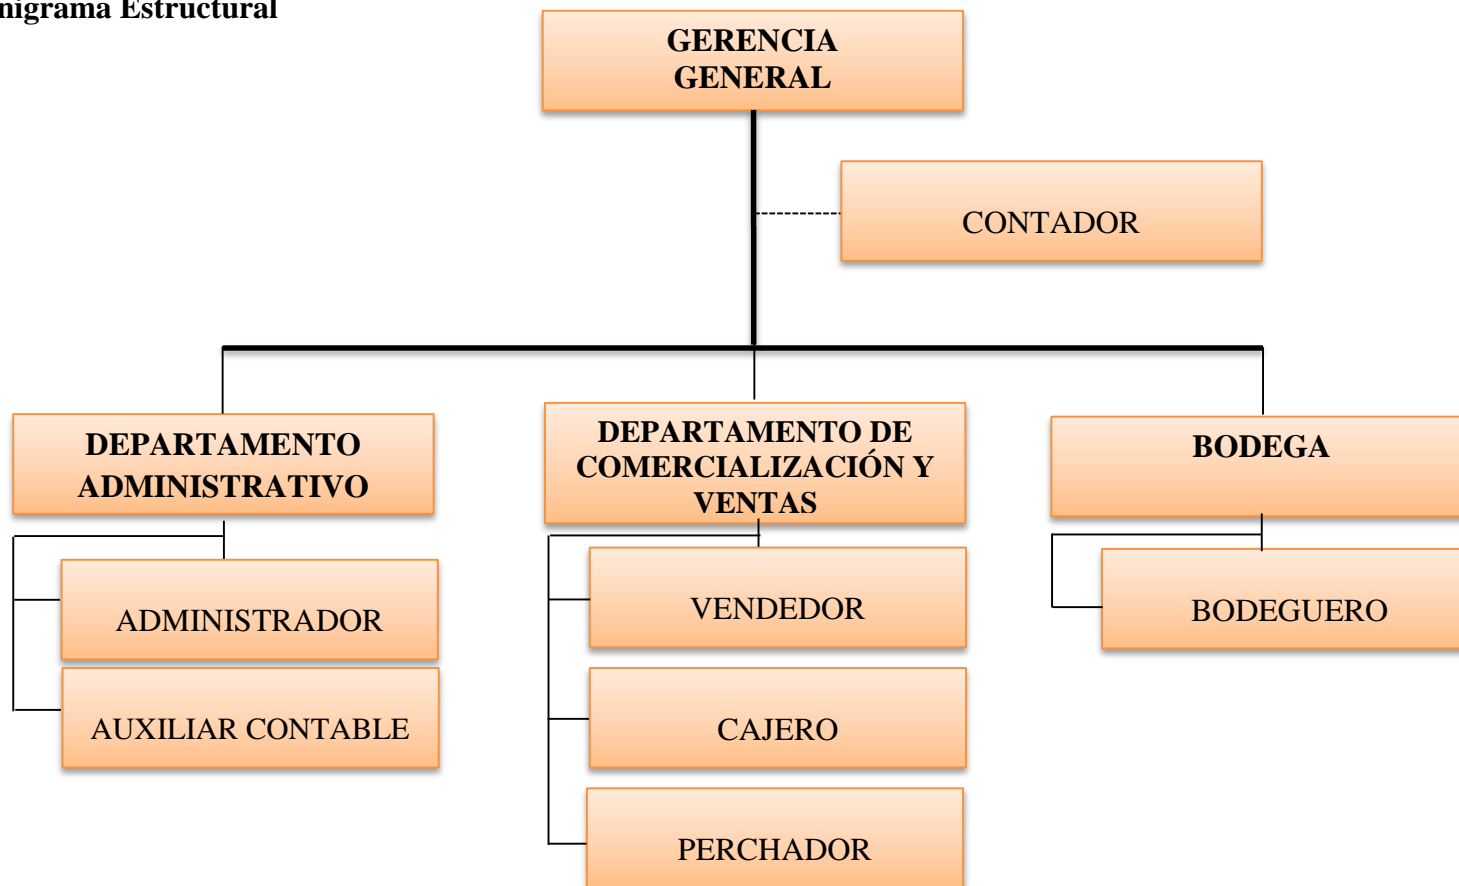 nigrama Estructural
GERENCIA
GENERAL
CONTADOR
DEPARTAMENTO
ADMINISTRATIVO
ADMINISTRADOR
AUXILIAR CONTABLE
DEPARTAMENTO DE
COMERCIALIZACIÓN Y
VENTAS
VENDEDOR
CAJERO
PERCHADOR
BODEGA
BODEGUERO